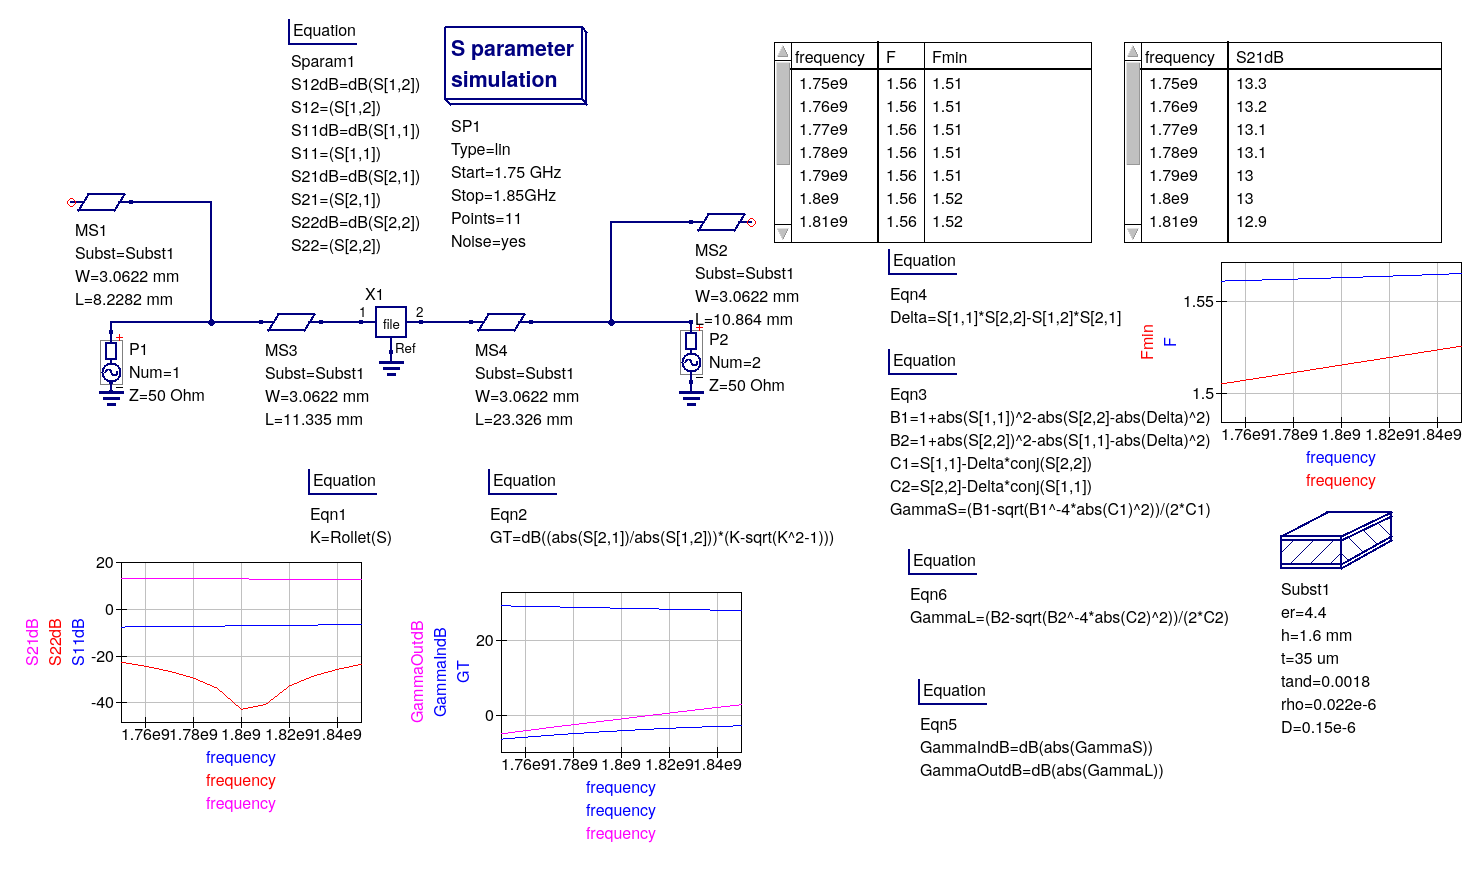 Equation
Sparam1
S12dB=dB(S[1,2])
S12=(S[1,2])
S11dB=dB(S[1,1])
S11=(S[1,1])
S21dB=dB(S[2,1])
S21=(S[2,1])
S22dB=dB(S[2,2])
S22=(S[2,2])
S parameter
simulation
SP1
Type=lin
Start=1.75 GHz
Stop=1.85GHz
Points=11
Noise=yes
frequency F Fmin
1.75e9 1.56 1.51
1.76e9 1.56 1.51
1.77e9 1.56 1.51
1.78e9 1.56 1.51
1.79e9 1.56 1.51
1.8e9 1.56 1.52
1.81e9 1.56 1.52
frequency S21dB
1.75e9 13.3
1.76e9 13.2
1.77e9 13.1
1.78e9 13.1
1.79e9 13
1.8e9 13
1.81e9 12.9
MS1
Subst=Subst1
W=3.0622 mm
L=8.2282 mm
P1
Num=1
Z=50 Ohm
MS3
Subst=Subst1
W=3.0622 mm
L=11.335 mm
X1
1
file
2
Ref
MS4
Subst=Subst1
W=3.0622 mm
L=23.326 mm
MS2
Subst=Subst1
W=3.0622 mm
L=10.864 mm
P2
Num=2
Z=50 Ohm
Equation
Eqn4
Delta=S[1,1]*S[2,2]-S[1,2]*S[2,1]
Equation
Eqn3
B1=1+abs(S[1,1])^2-abs(S[2,2]-abs(Delta)^2)
B2=1+abs(S[2,2])^2-abs(S[1,1]-abs(Delta)^2)
C1=S[1,1]-Delta*conj(S[2,2])
C2=S[2,2]-Delta*conj(S[1,1])
GammaS=(B1-sqrt(B1^-4*abs(C1)^2))/(2*C1)
Fmin
F
1.55
1.5
1.76e9 1.78e9 1.8e9 1.82e9 1.84e9
frequency
frequency
Equation
Eqn1
K=Rollet(S)
Equation
Eqn2
GT=dB((abs(S[2,1])/abs(S[1,2]))*(K-sqrt(K^2-1)))
Equation
Eqn6
GammaL=(B2-sqrt(B2^-4*abs(C2)^2))/(2*C2)
Equation
Eqn5
GammaIndB=dB(abs(GammaS))
GammaOutdB=dB(abs(GammaL))
Subst1
er=4.4
h=1.6 mm
t=35 um
tand=0.0018
rho=0.022e-6
D=0.15e-6
S21dB
S22dB
S11dB
20
0
-20
-40
1.76e9 1.78e9 1.8e9 1.82e9 1.84e9
frequency
frequency
frequency
GammaOutdB
GammaIndB
GT
20
0
1.76e9 1.78e9 1.8e9 1.82e9 1.84e9
frequency
frequency
frequency